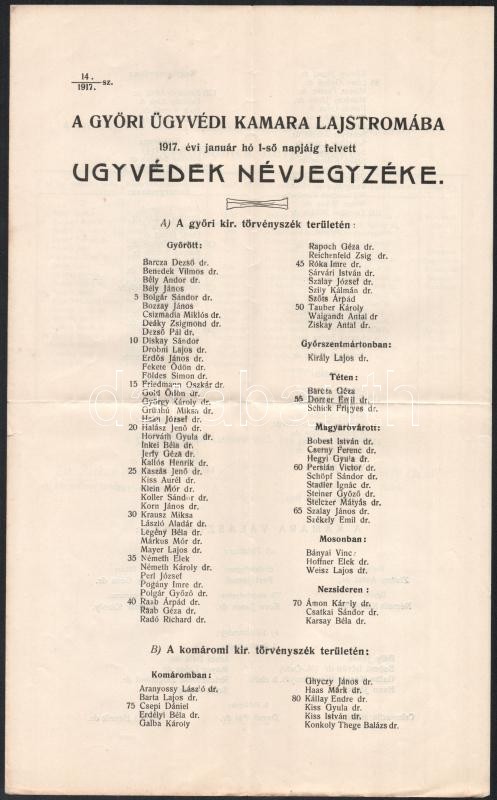 14.
1917. sz.
A GYŐRI ÜGYVÉDI KAMARA LAJSTROMÁBA
1917. évi január hó 1-ső napjáig felvett
UGYVÉDEK NÉVJEGYZÉKE.
A) A győri kir. törvényszék területén:
Győrött:
Barcza Dezső dr.
Benedek Vilmos dr.
Bély Andor dr.
Bély János
5 Bolgár Sándor dr.
Bozzay János
Csizmadia Miklós dr.
Deáky Zsigmond dr.
Dezső Pál dr.
10 Diskay Sándor
Drobni Lajos dr.
Erdős János dr.
Fekete Ödön dr.
Földes Simon dr.
15 Friedmann Oszkár dr.
Gold Ödön dr.
György Károly dr.
Grünhú Miksa dr.
Haan József dr.
20 Halász Jenő dr.
Horváth Gyula dr.
Inkei Béla dr.
Jerfy Géza dr.
Kallós Henrik dr.
25 Kaszás Jenő dr.
Kiss Aurél dr.
Klein Mór dr.
Koller Sándor dr.
Korn János dr.
30 Krausz Miksa
László Aladár dr.
Legény Béla dr.
Márkus Mór dr.
Mayer Lajos dr.
35 Németh Elek
Németh Károly dr.
Perl József
Pogány Imre dr.
Polgár Győző dr.
40 Raab Árpád dr.
Raab Géza dr.
Radó Richard dr.
Rapoch Géza dr.
Reichenfeld Zsig dr.
45 Róka Imre dr.
Sárvári István dr.
Szalay József dr.
Szily Kálmán dr.
Szőts Árpád
50 Tauber Károly
Waigandt Antal dr
Ziskay Antal dr.
Győrszentmártonban:
Király Lajos dr.
Téten:
Barcza Géza
55 Dorner Emil dr.
Schick Frigyes dr.
Magyaróvárott:
Bobest István dr.
Cserny Ferenc dr.
Hegyi Gyula dr.
60 Perslán Victor dr.
Schöpf Sándor dr.
Stadler Ignác dr.
Steiner Győző dr.
Stelczer Mátyás dr.
65 Szalay János dr.
Székely Emil dr.
Mosonban:
Bányai Vince
Hoffner Elek dr.
Weisz Lajos dr.
Nezsideren:
70 Ámon Károly dr.
Csatkai Sándor dr.
Karsay Béla dr.
B) A komáromi kir. törvényszék területén:
Komáromban:
Aranyossy László dr.
Barta Lajos dr.
75 Csepi Dániel
Erdélyi Béla dr.
Galba Károly
Ghyczy János dr.
Haas Márk dr.
80 Kállay Endre dr.
Kiss Gyula dr.
Kiss István dr.
Konkoly Thege Balázs dr.
darabanth